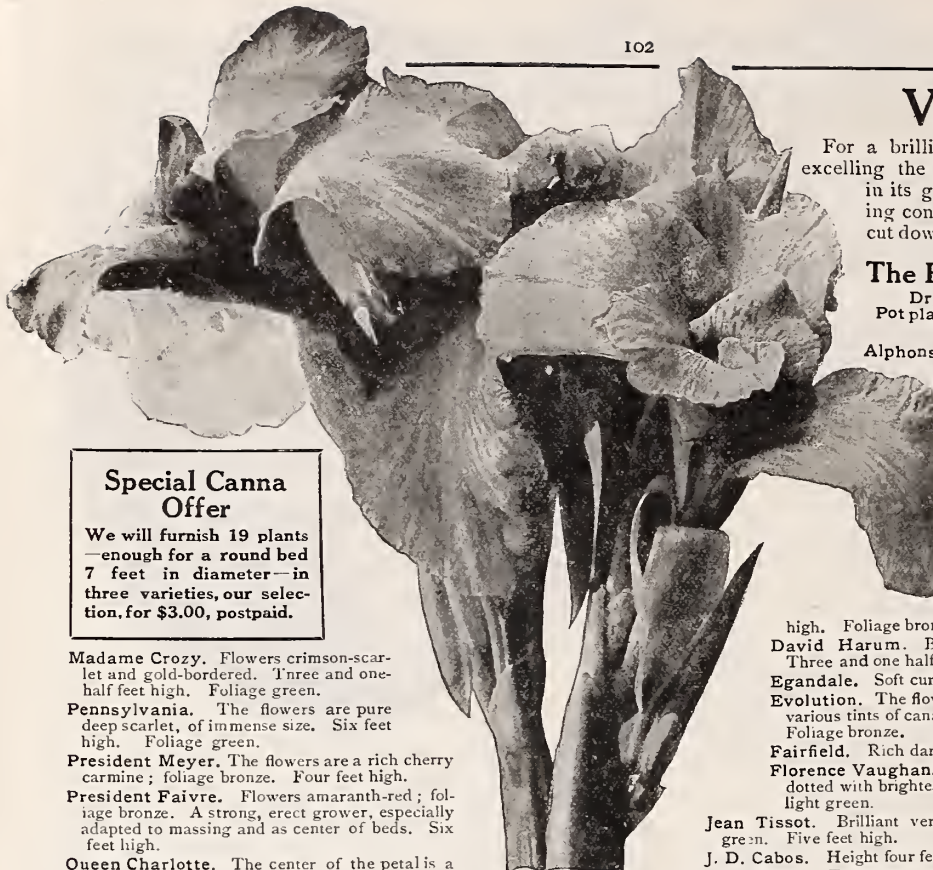 102
V
For a brilli
excelling the
in its g
ing con
cut dow
The
Dr
Pot pla
Alphons
Special Canna
Offer
We will furnish 19 plants
—enough for a round bed
7 feet in diameter—in
three varieties, our selec-
tion, for $3.00, postpaid.
Madame Crozy. Flowers crimson-scar-
let and gold-bordered. Tnree and one-
half feet high. Foliage green.
Pennsylvania. The flowers are pure
deep scarlet, of immense size. Six feet
high. Foliage green.
President Meyer. The flowers are a rich cherry
carmine; foliage bronze. Four feet high.
President Faivre. Flowers amaranth-red; fol-
iage bronze. A strong, erect grower, especially
adapted to massing and as center of beds. Six
feet high.
Queen Charlotte. The center of the petal is a
high. Foliage bron
David Harum.
Three and one half
Egandale. Soft cur
Evolution. The flow
various tints of can
Foliage bronze.
Fairfield. Rich dar
Florence Vaughan.
dotted with brighte
light green.
Jean Tissot. Brilliant ver
green. Five feet high.
J. D. Cabos. Height four fe